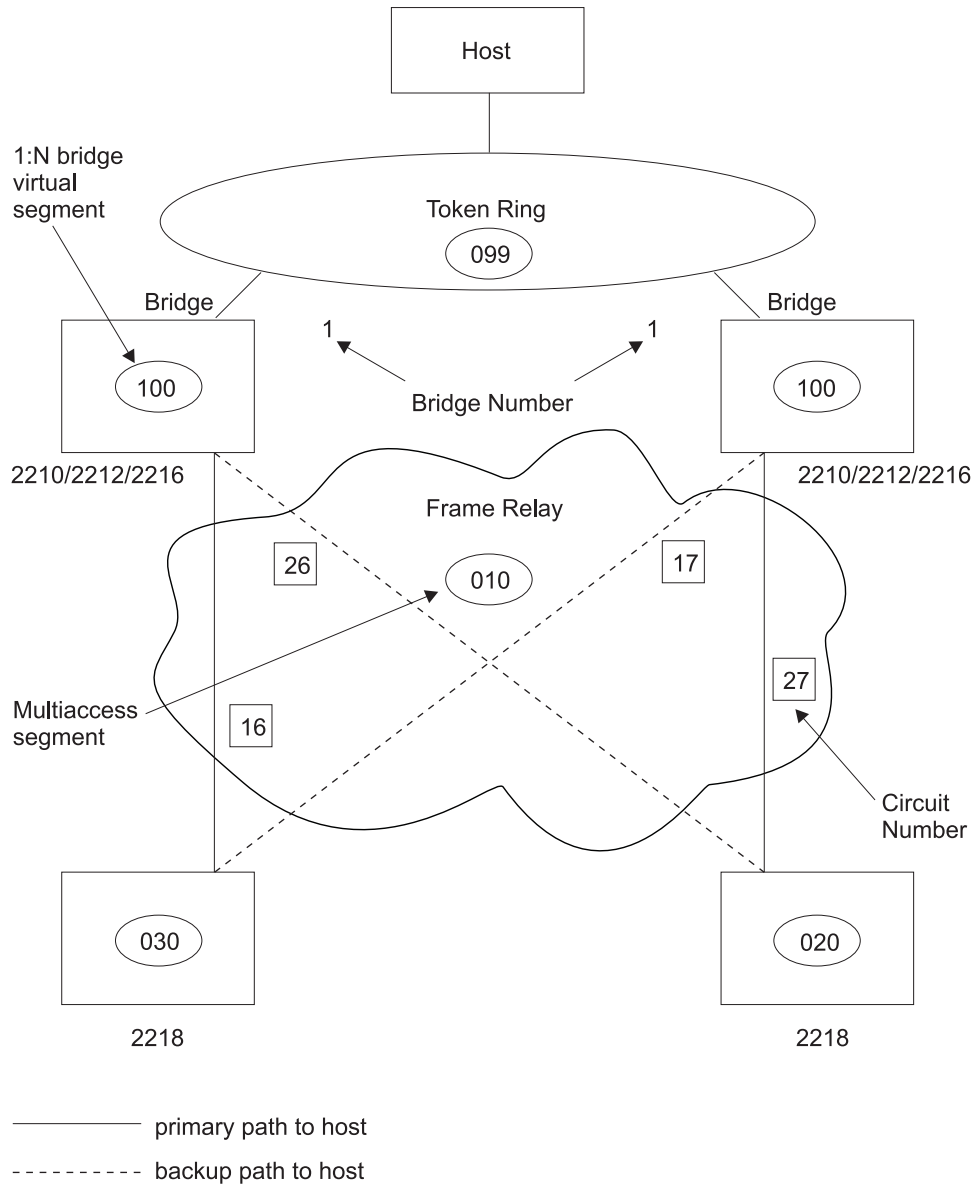 Host
1:N bridge
virtual
segment
Token Ring
099
Bridge
Bridge
1
1
100
100
Bridge Number
2210/2212/2216
2210/2212/2216
Frame Relay
26
010
17
27
Multiaccess
segment
16
Circuit
Number
030
020
2218
2218
primary path to host
backup path to host